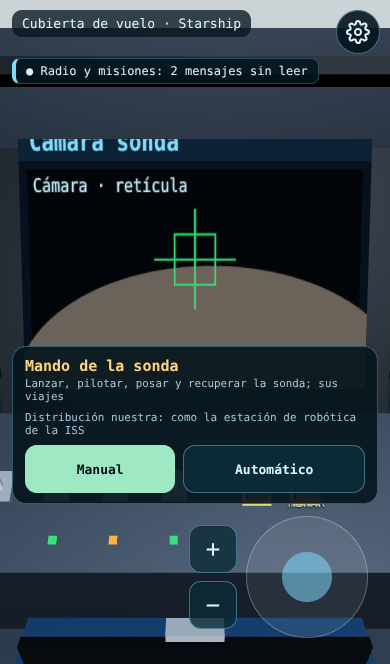 Cubierta de vuelo · Starship
● Radio y misiones: 2 mensajes sin leer
Cámara sonda
Cámara · retícula
Mando de la sonda
Lanzar, pilotar, posar y recuperar la sonda; sus
viajes
Distribución nuestra: como la estación de robótica
de la ISS
Manual
Automático
+
−